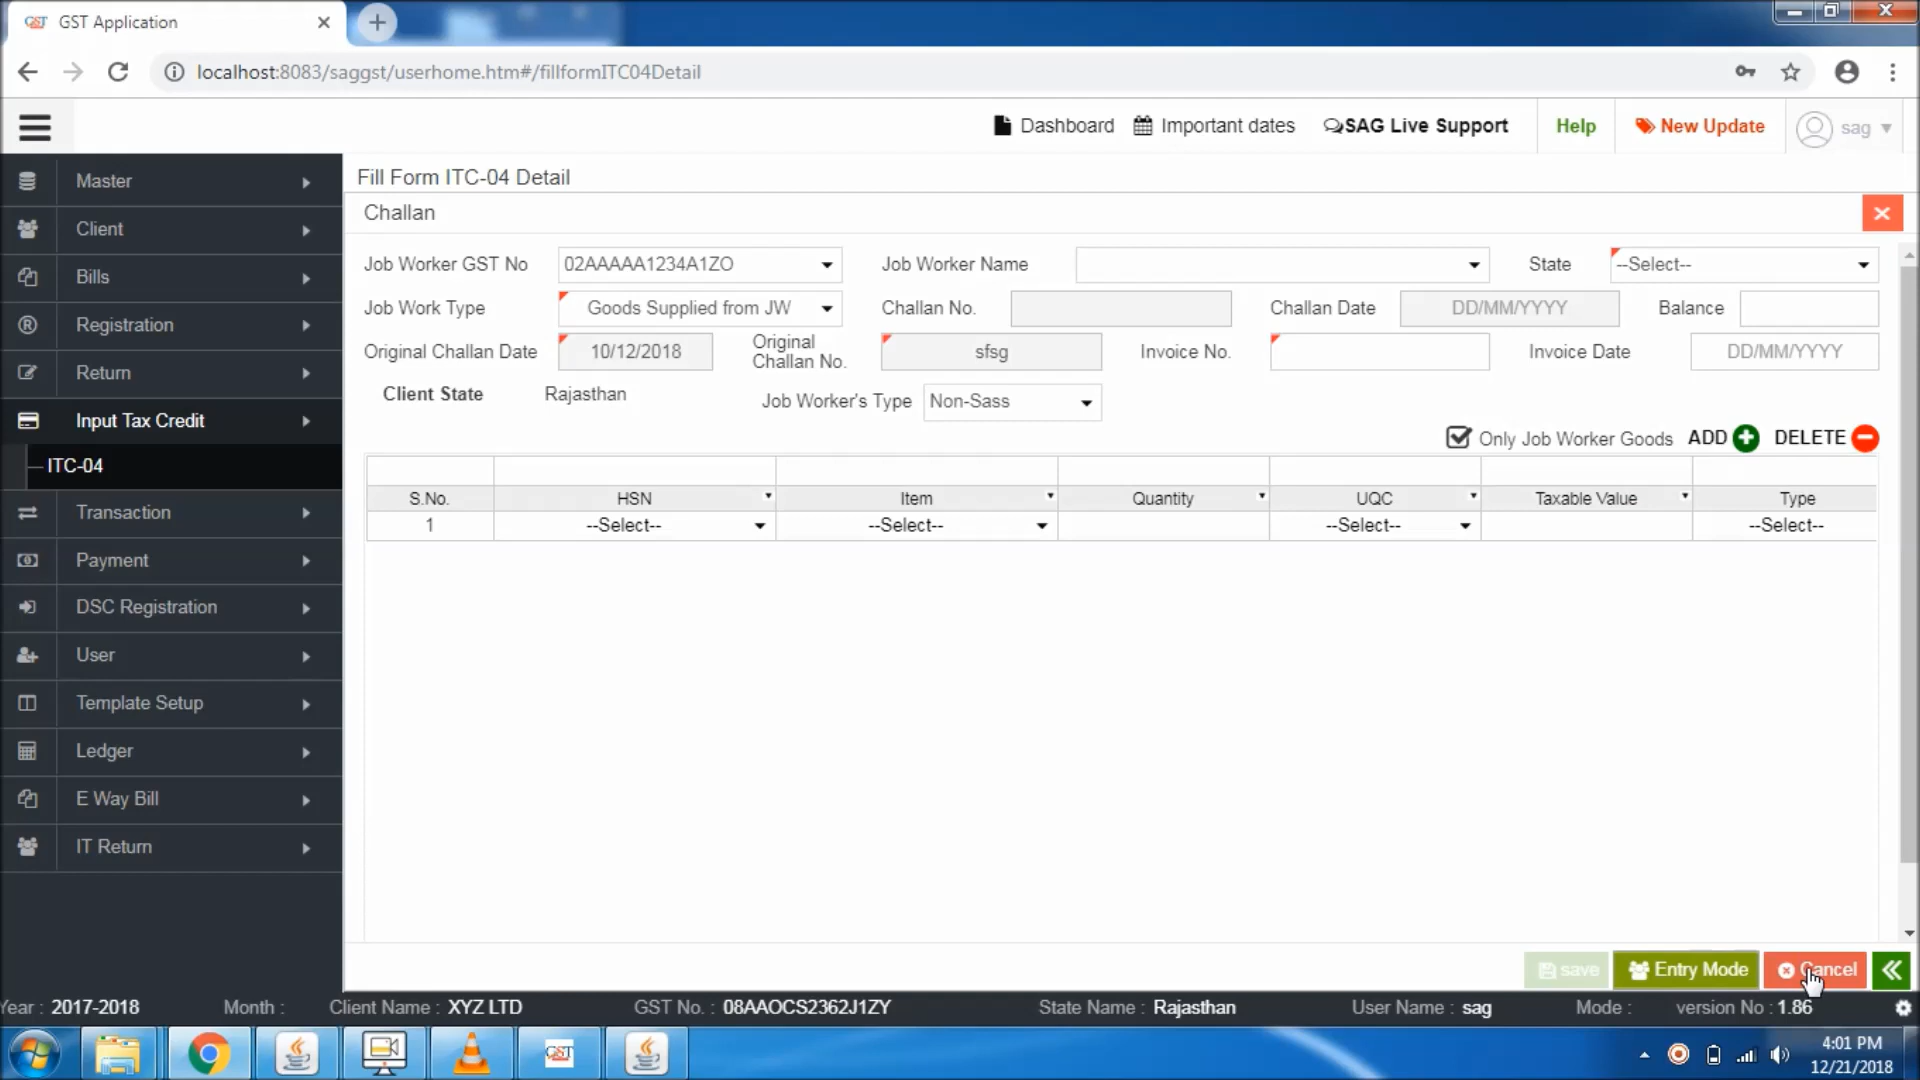 GST Application
localhost:8083/saggst/userhome.htm#/fillformITC04Detail
Dashboard Important dates SAG Live Support Help New Update sag
Master
Client
Bills
Registration
Return
Input Tax Credit
ITC-04
Transaction
Payment
DSC Registration
User
Template Setup
Ledger
E Way Bill
IT Return
Fill Form ITC-04 Detail
Challan
Job Worker GST No 02AAAAA1234A1ZO Job Worker Name State --Select--
Job Work Type Goods Supplied from JW Challan No. Challan Date DD/MM/YYYY Balance
Original Challan Date 10/12/2018 Original Challan No. sfsg Invoice No. Invoice Date DD/MM/YYYY
Client State Rajasthan Job Worker's Type Non-Sass
Only Job Worker Goods ADD DELETE
S.No. HSN Item Quantity UQC Taxable Value Type
1 --Select-- --Select-- --Select-- --Select--
save Entry Mode Cancel
Year : 2017-2018 Month : Client Name : XYZ LTD GST No. : 08AAOCS2362J1ZY State Name : Rajasthan User Name : sag Mode : version No : 1.86
GST
4:01 PM
12/21/2018